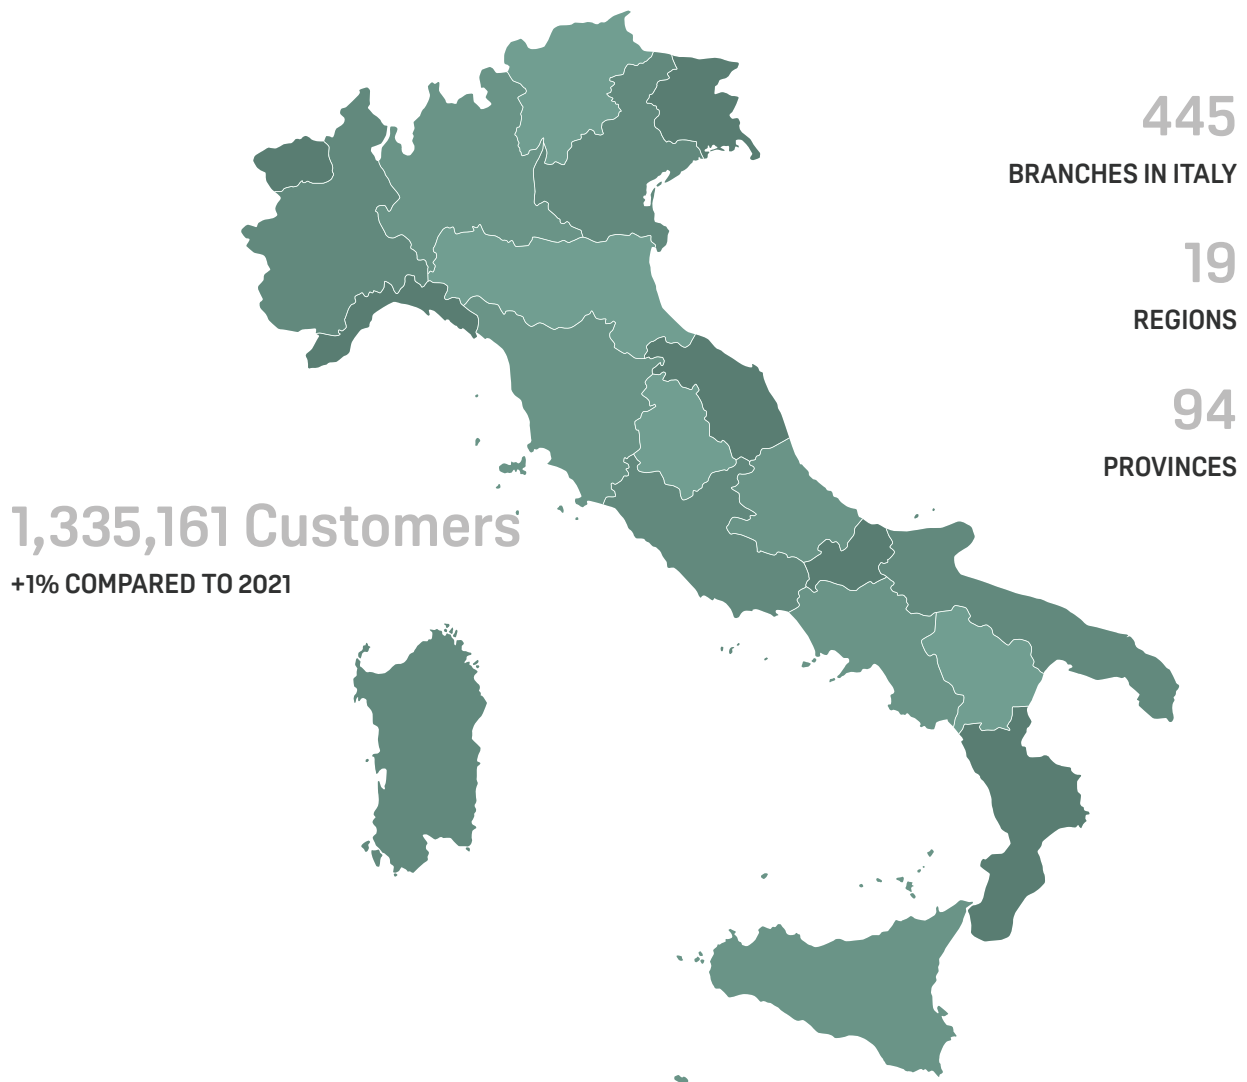 445
BRANCHES IN ITALY
19
REGIONS
94
PROVINCES
1,335,161 Customers
+1% COMPARED TO 2021